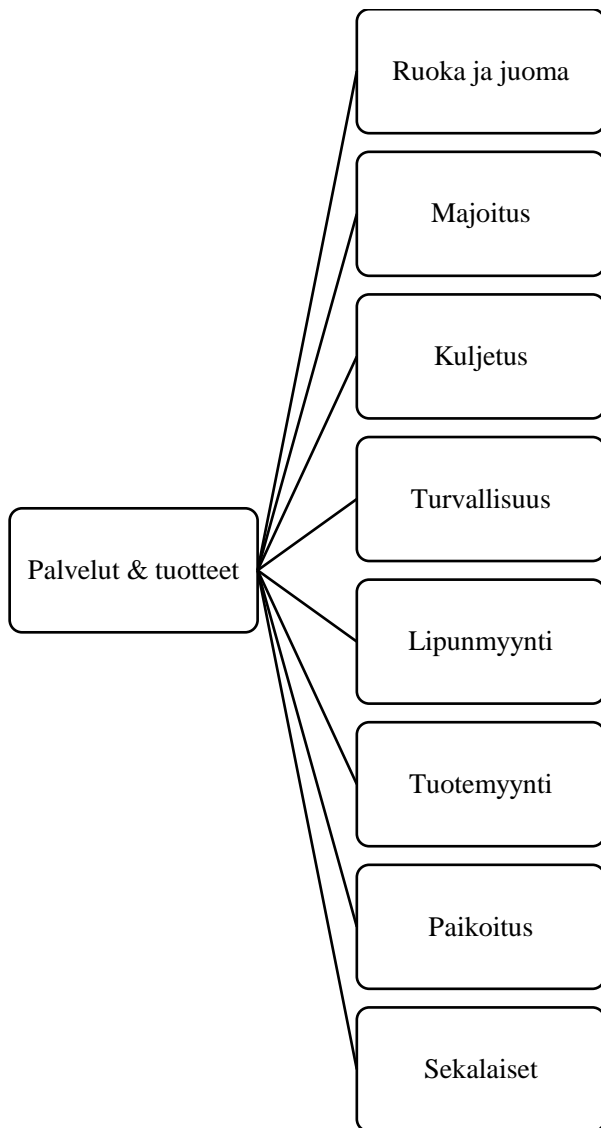 Ruoka ja juoma
Majoitus
Kuljetus
Turvallisuus
Palvelut & tuotteet
Lipunmyynti
Tuotemyynti
Paikoitus
Sekalaiset